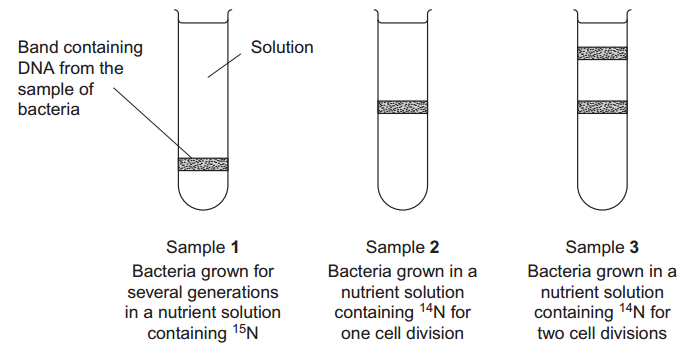 Band containing
DNA from the
sample of
bacteria
Solution
Sample 1
Bacteria grown for
several generations
in a nutrient solution
containing ¹⁵N
Sample 2
Bacteria grown in a
nutrient solution
containing ¹⁴N for
one cell division
Sample 3
Bacteria grown in a
nutrient solution
containing ¹⁴N for
two cell divisions